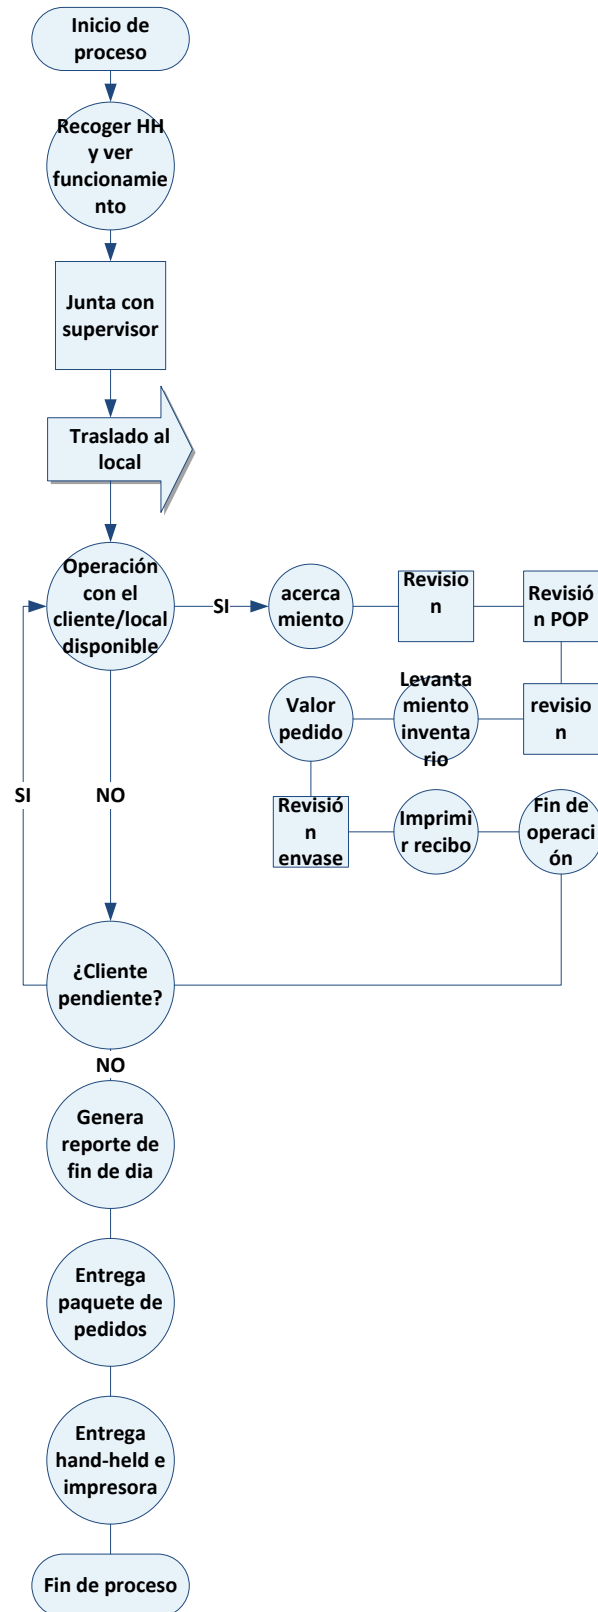 Inicio de
proceso
Recoger HH
y ver
funcionamie
nto
Junta con
supervisor
Traslado al
local
Operación
con el
cliente/local
disponible
SI
acerca
miento
Revisio
n
Revisió
n POP
revisio
n
Levanta
miento
inventa
rio
Valor
pedido
Revisió
n
envase
Imprimi
r recibo
Fin de
operaci
ón
SI
NO
¿Cliente
pendiente?
NO
Genera
reporte de
fin de dia
Entrega
paquete de
pedidos
Entrega
hand-held e
impresora
Fin de proceso